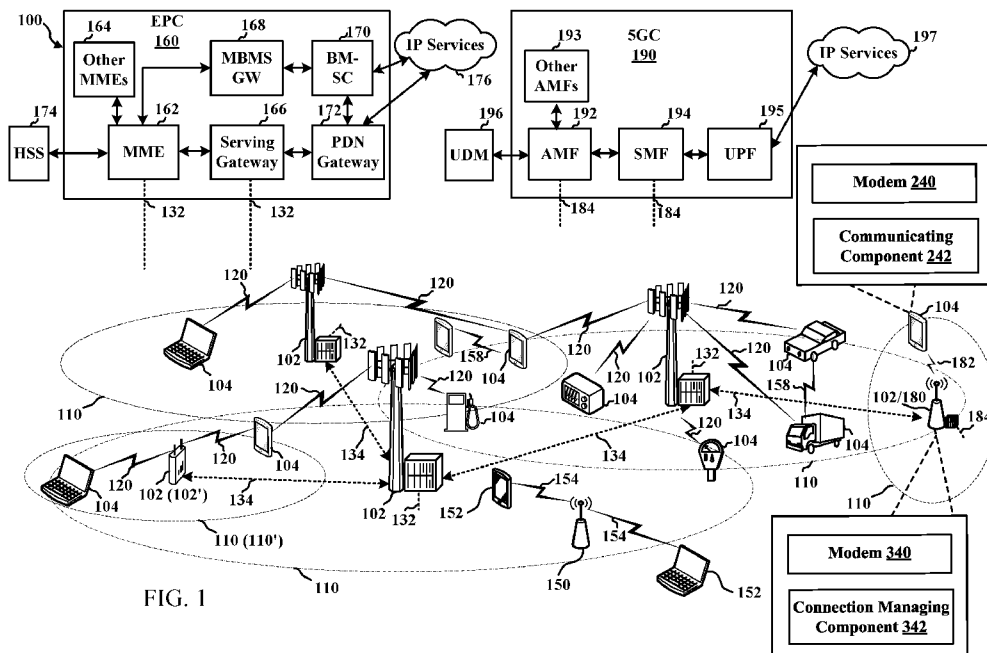 100
EPC
160
164
Other
MMEs
168
MBMS
GW
170
BM-
SC
IP Services
176
174
HSS
162
MME
166
Serving
Gateway
172
PDN
Gateway
132
132
5GC
190
193
Other
AMFs
IP Services
197
196
UDM
192
AMF
194
SMF
195
UPF
184
184
Modem 240
Communicating
Component 242
120
120
120
120
104
182
102
132
158
104
120
104
120
102
132
120
104
158
102/180
184
110
120
102
120
104
104
134
120
104
110
134
134
120
104
104
110
110
104
120
102 (102')
120
104
134
102
132
152
154
154
150
152
110 (110')
110
FIG. 1
Modem 340
Connection Managing
Component 342